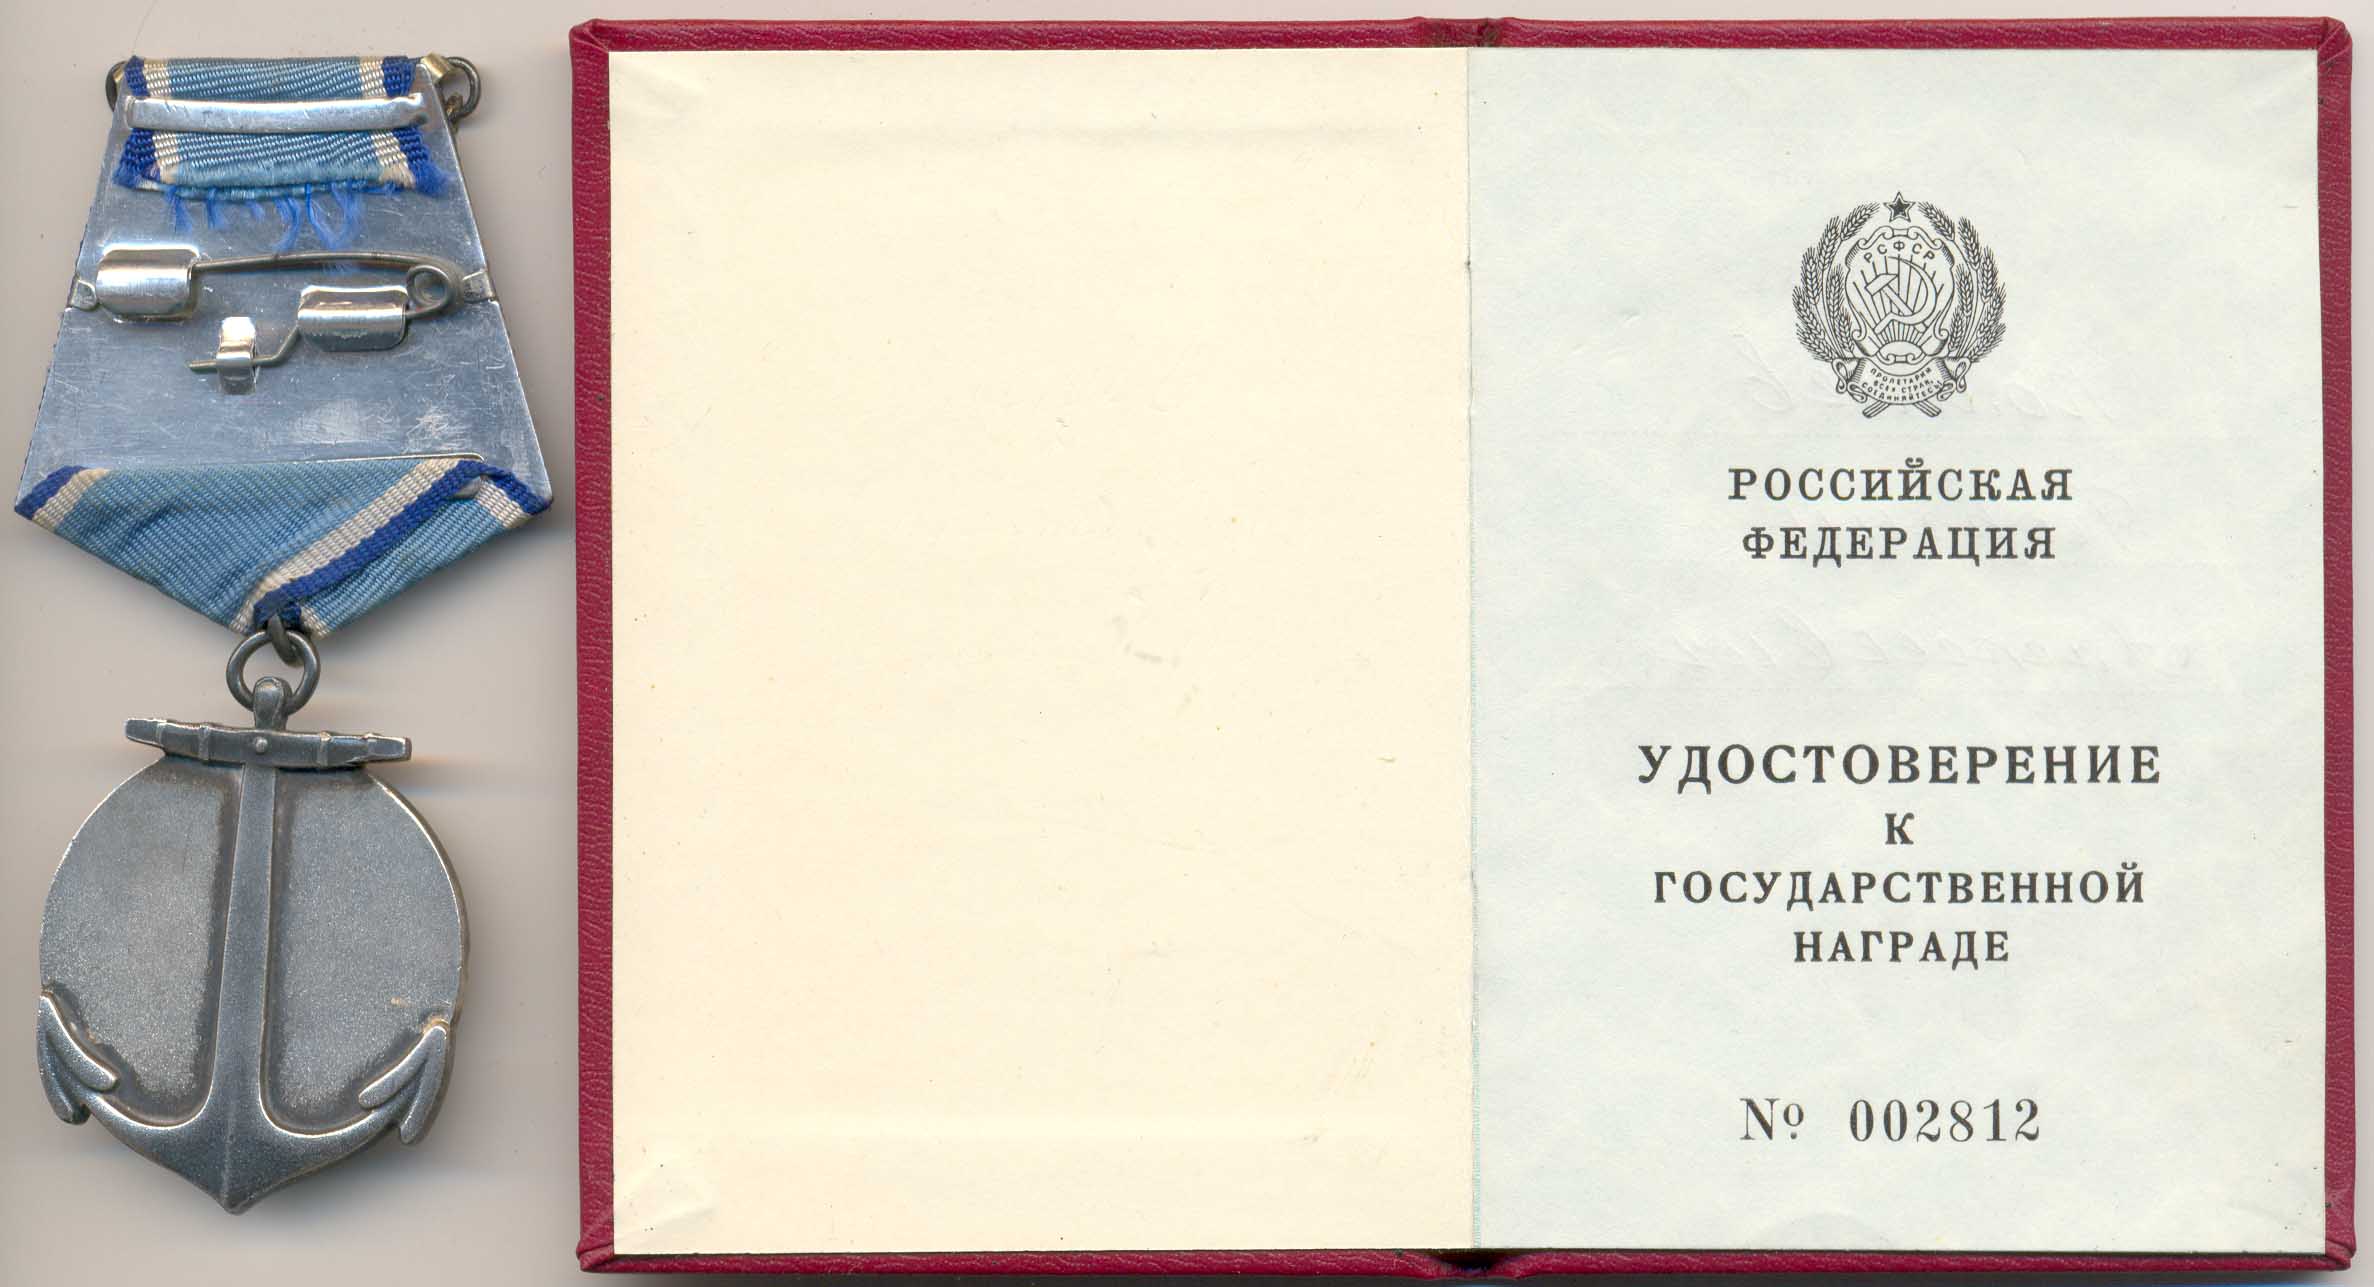 РСФСР
ПРОЛЕТАРИИ
ВСЕХ СТРАН,
СОЕДИНЯЙТЕСЬ!
РОССИЙСКАЯ
ФЕДЕРАЦИЯ
УДОСТОВЕРЕНИЕ
К
ГОСУДАРСТВЕННОЙ
НАГРАДЕ
№ 002812